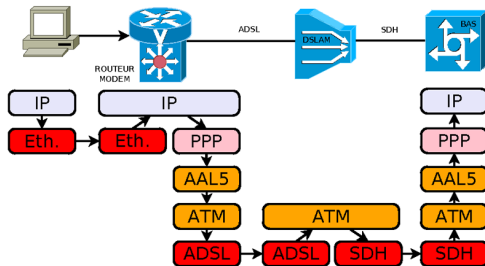 ADSL
DSLAM
SDH
BAS
ROUTEUR
MODEM
IP
IP
IP
Eth.
Eth.
PPP
PPP
AAL5
AAL5
ATM
ATM
ATM
ADSL
ADSL
SDH
SDH